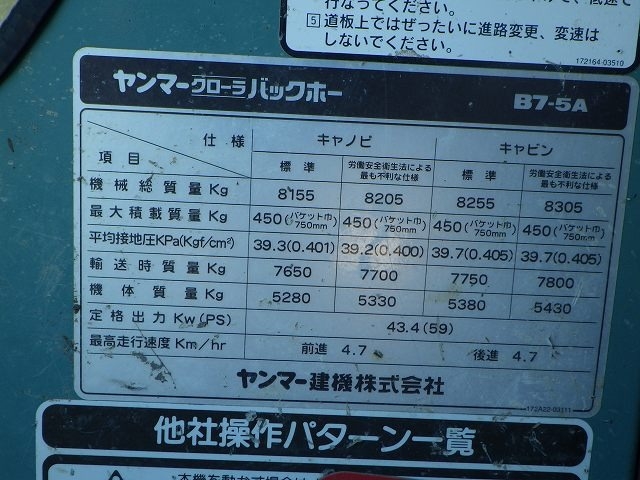 行なってください。
5 道板上ではぜったいに進路変更、変速は
しないでください。
172164-03510
ヤンマークローラバックホー B7-5A
仕様 キャノピ キャビン
項目 標準 労働安全衛生法による最も不利な仕様 標準 労働安全衛生法による最も不利な仕様
機械総質量Kg 8155 8205 8255 8305
最大積載質量Kg 450(バケット巾750mm) 450(バケット巾750mm) 450(バケット巾750mm) 450(バケット巾750mm)
平均接地圧KPa(Kgf/cm²) 39.3(0.401) 39.2(0.400) 39.7(0.405) 39.7(0.405)
輸送時質量Kg 7650 7700 7750 7800
機体質量Kg 5280 5330 5380 5430
定格出力Kw(PS) 43.4(59)
最高走行速度Km/hr 前進 4.7 後進 4.7
ヤンマー建機株式会社
172A22-03111
他社操作パターン一覧